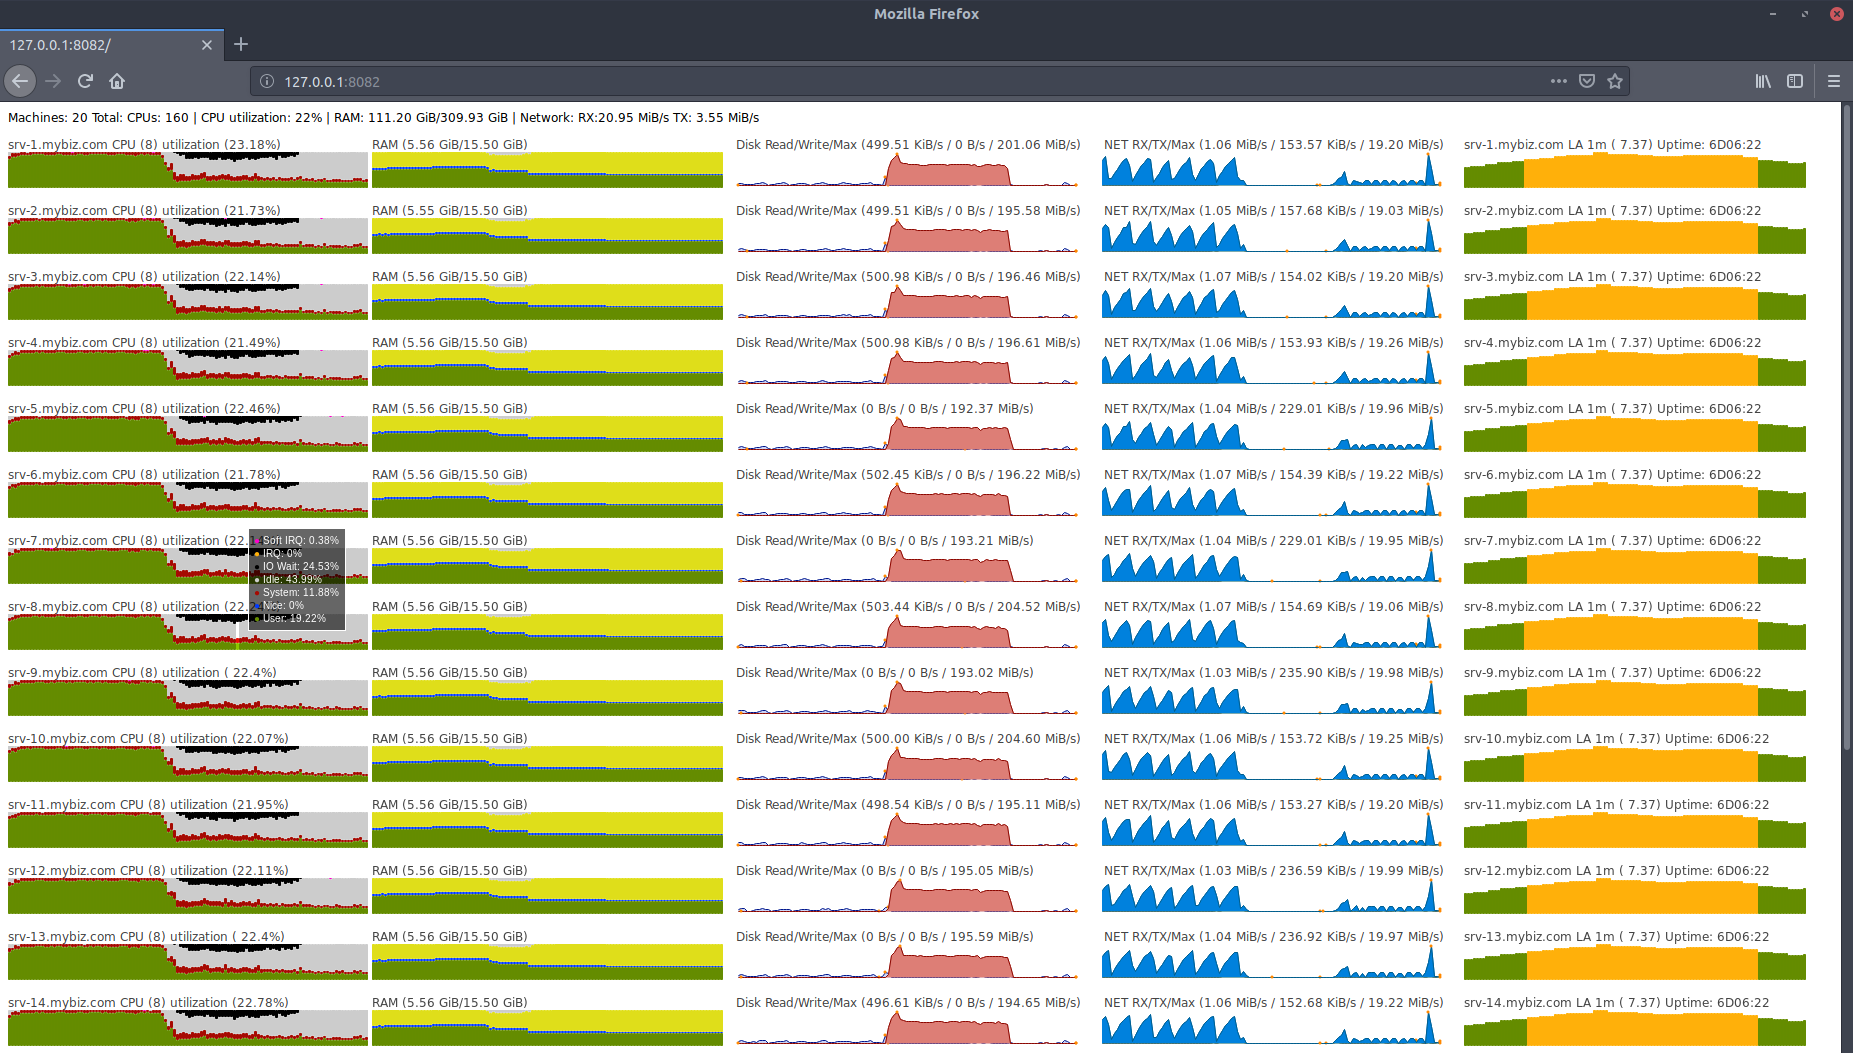 Mozilla Firefox
127.0.0.1:8082/
127.0.0.1:8082
Machines: 20 Total: CPUs: 160 | CPU utilization: 22% | RAM: 111.20 GiB/309.93 GiB | Network: RX:20.95 MiB/s TX: 3.55 MiB/s
srv-1.mybiz.com CPU (8) utilization (23.18%) RAM (5.56 GiB/15.50 GiB) Disk Read/Write/Max (499.51 KiB/s / 0 B/s / 201.06 MiB/s) NET RX/TX/Max (1.06 MiB/s / 153.57 KiB/s / 19.20 MiB/s) srv-1.mybiz.com LA 1m ( 7.37) Uptime: 6D06:22
srv-2.mybiz.com CPU (8) utilization (21.73%) RAM (5.55 GiB/15.50 GiB) Disk Read/Write/Max (499.51 KiB/s / 0 B/s / 195.58 MiB/s) NET RX/TX/Max (1.05 MiB/s / 157.68 KiB/s / 19.03 MiB/s) srv-2.mybiz.com LA 1m ( 7.37) Uptime: 6D06:22
srv-3.mybiz.com CPU (8) utilization (22.14%) RAM (5.56 GiB/15.50 GiB) Disk Read/Write/Max (500.98 KiB/s / 0 B/s / 196.46 MiB/s) NET RX/TX/Max (1.07 MiB/s / 154.02 KiB/s / 19.20 MiB/s) srv-3.mybiz.com LA 1m ( 7.37) Uptime: 6D06:22
srv-4.mybiz.com CPU (8) utilization (21.49%) RAM (5.56 GiB/15.50 GiB) Disk Read/Write/Max (500.98 KiB/s / 0 B/s / 196.61 MiB/s) NET RX/TX/Max (1.06 MiB/s / 153.93 KiB/s / 19.26 MiB/s) srv-4.mybiz.com LA 1m ( 7.37) Uptime: 6D06:22
srv-5.mybiz.com CPU (8) utilization (22.46%) RAM (5.56 GiB/15.50 GiB) Disk Read/Write/Max (0 B/s / 0 B/s / 192.37 MiB/s) NET RX/TX/Max (1.04 MiB/s / 229.01 KiB/s / 19.96 MiB/s) srv-5.mybiz.com LA 1m ( 7.37) Uptime: 6D06:22
srv-6.mybiz.com CPU (8) utilization (21.78%) RAM (5.56 GiB/15.50 GiB) Disk Read/Write/Max (502.45 KiB/s / 0 B/s / 196.22 MiB/s) NET RX/TX/Max (1.07 MiB/s / 154.39 KiB/s / 19.22 MiB/s) srv-6.mybiz.com LA 1m ( 7.37) Uptime: 6D06:22
srv-7.mybiz.com CPU (8) utilization RAM (5.56 GiB/15.50 GiB) Disk Read/Write/Max (0 B/s / 0 B/s / 193.21 MiB/s) NET RX/TX/Max (1.04 MiB/s / 229.01 KiB/s / 19.95 MiB/s) srv-7.mybiz.com LA 1m ( 7.37) Uptime: 6D06:22
Soft IRQ: 0.38%
IRQ: 0%
IO Wait: 24.53%
Idle: 43.99%
System: 11.88%
Nice: 0%
User: 19.22%
srv-8.mybiz.com CPU (8) utilization RAM (5.56 GiB/15.50 GiB) Disk Read/Write/Max (503.44 KiB/s / 0 B/s / 204.52 MiB/s) NET RX/TX/Max (1.07 MiB/s / 154.69 KiB/s / 19.06 MiB/s) srv-8.mybiz.com LA 1m ( 7.37) Uptime: 6D06:22
srv-9.mybiz.com CPU (8) utilization ( 22.4%) RAM (5.56 GiB/15.50 GiB) Disk Read/Write/Max (0 B/s / 0 B/s / 193.02 MiB/s) NET RX/TX/Max (1.03 MiB/s / 235.90 KiB/s / 19.98 MiB/s) srv-9.mybiz.com LA 1m ( 7.37) Uptime: 6D06:22
srv-10.mybiz.com CPU (8) utilization (22.07%) RAM (5.56 GiB/15.50 GiB) Disk Read/Write/Max (500.00 KiB/s / 0 B/s / 204.60 MiB/s) NET RX/TX/Max (1.06 MiB/s / 153.72 KiB/s / 19.25 MiB/s) srv-10.mybiz.com LA 1m ( 7.37) Uptime: 6D06:22
srv-11.mybiz.com CPU (8) utilization (21.95%) RAM (5.56 GiB/15.50 GiB) Disk Read/Write/Max (498.54 KiB/s / 0 B/s / 195.11 MiB/s) NET RX/TX/Max (1.06 MiB/s / 153.27 KiB/s / 19.20 MiB/s) srv-11.mybiz.com LA 1m ( 7.37) Uptime: 6D06:22
srv-12.mybiz.com CPU (8) utilization (22.11%) RAM (5.56 GiB/15.50 GiB) Disk Read/Write/Max (0 B/s / 0 B/s / 195.05 MiB/s) NET RX/TX/Max (1.03 MiB/s / 236.59 KiB/s / 19.99 MiB/s) srv-12.mybiz.com LA 1m ( 7.37) Uptime: 6D06:22
srv-13.mybiz.com CPU (8) utilization ( 22.4%) RAM (5.56 GiB/15.50 GiB) Disk Read/Write/Max (0 B/s / 0 B/s / 195.59 MiB/s) NET RX/TX/Max (1.04 MiB/s / 236.92 KiB/s / 19.97 MiB/s) srv-13.mybiz.com LA 1m ( 7.37) Uptime: 6D06:22
srv-14.mybiz.com CPU (8) utilization (22.78%) RAM (5.56 GiB/15.50 GiB) Disk Read/Write/Max (496.61 KiB/s / 0 B/s / 194.65 MiB/s) NET RX/TX/Max (1.06 MiB/s / 152.68 KiB/s / 19.22 MiB/s) srv-14.mybiz.com LA 1m ( 7.37) Uptime: 6D06:22